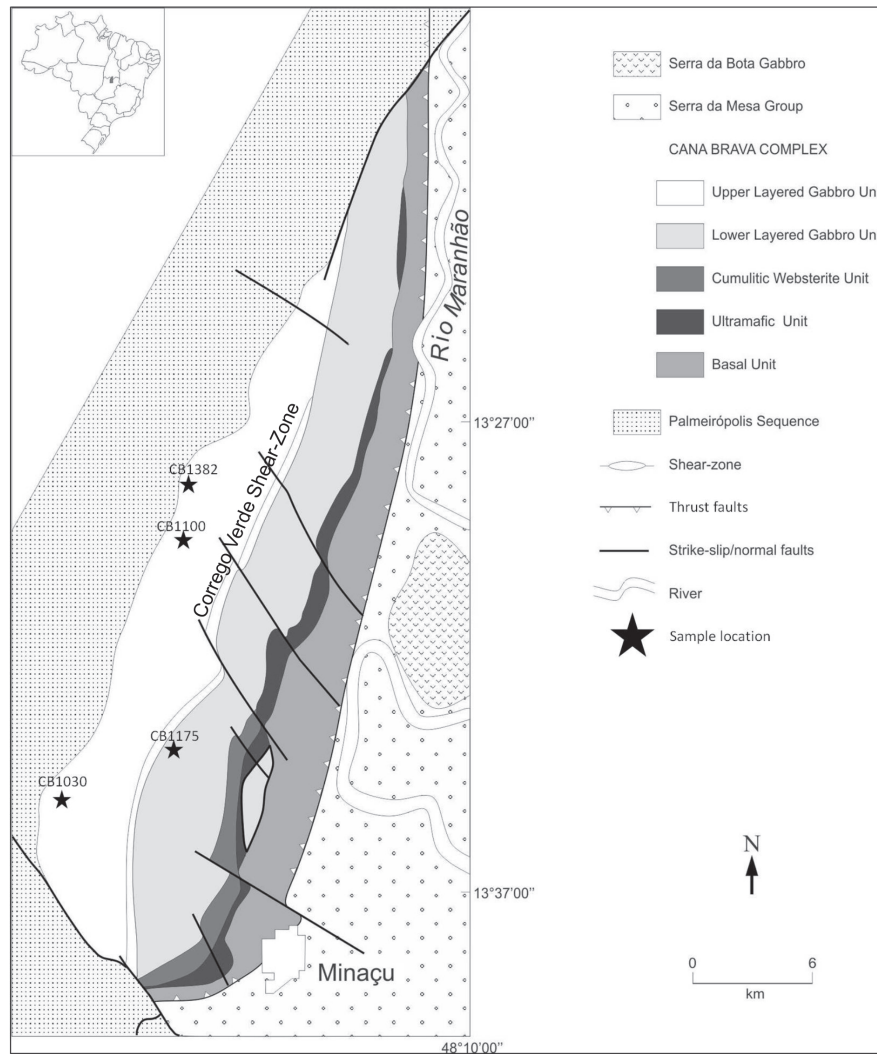 Serra da Bota Gabbro
Serra da Mesa Group
CANA BRAVA COMPLEX
Upper Layered Gabbro Un
Lower Layered Gabbro Un
Cumulitic Websterite Unit
Ultramafic Unit
Basal Unit
Palmeirópolis Sequence
Shear-zone
Thrust faults
Strike-slip/normal faults
River
Sample location
Rio Maranhão
13°27'00''
Corrego Verde Shear-Zone
CB1382
CB1100
CB1175
CB1030
13°37'00''
Minaçu
48°10'00''
N
0 6
km